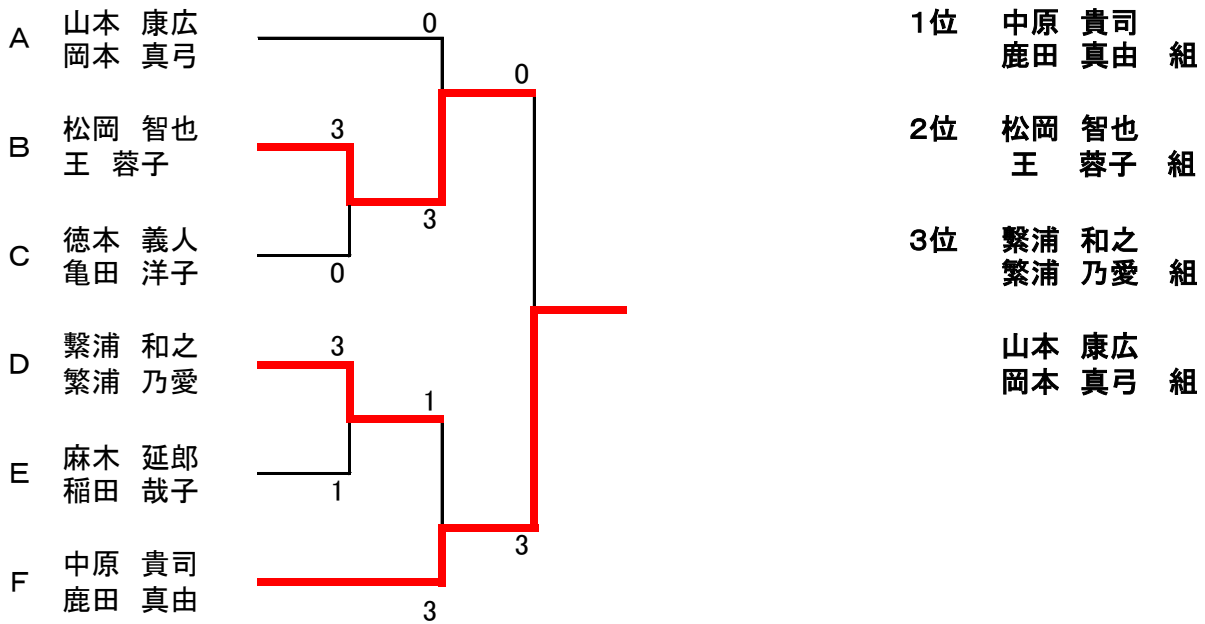 A 山本 康広
岡本 真弓
B 松岡 智也
王 蓉子
C 徳本 義人
亀田 洋子
D 繋浦 和之
繁浦 乃愛
E 麻木 延郎
稲田 哉子
F 中原 貴司
鹿田 真由
0
3
0
3
0
3
1
1
3
3
1位 中原 貴司
鹿田 真由 組
2位 松岡 智也
王 蓉子 組
3位 繋浦 和之
繁浦 乃愛 組
山本 康広
岡本 真弓 組